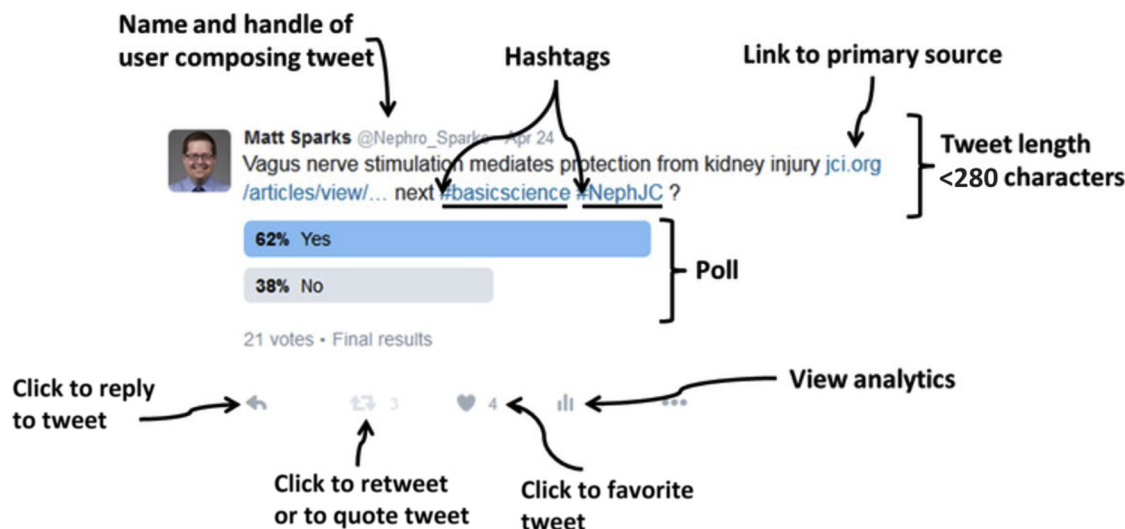 Name and handle of
user composing tweet
Hashtags
Link to primary source
Matt Sparks @Nephro_Sparks Apr 24
Vagus nerve stimulation mediates protection from kidney injury jci.org
/articles/view/... next #basicscience #NephJC ?
Tweet length
<280 characters
62% Yes
38% No
Poll
21 votes • Final results
Click to reply
to tweet
3
4
View analytics
Click to retweet
or to quote tweet
Click to favorite
tweet